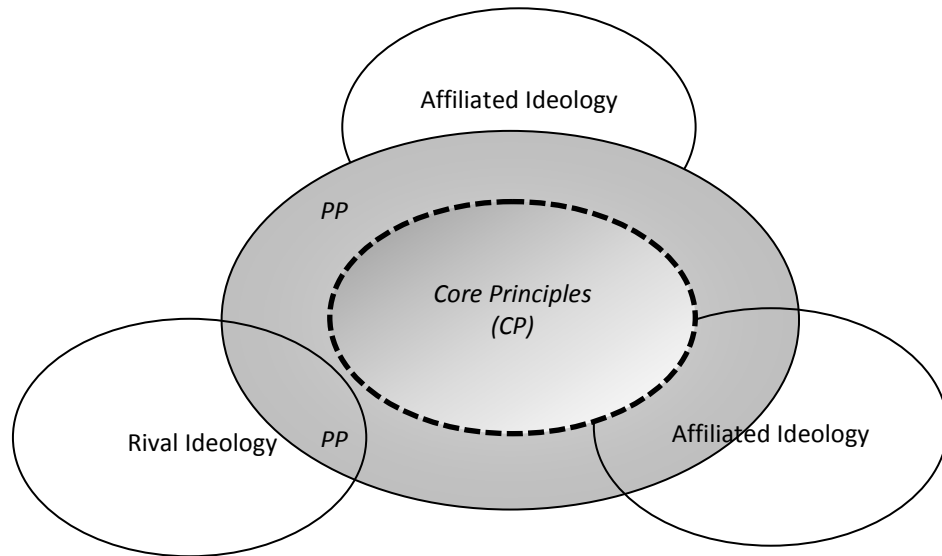 Affiliated Ideology
PP
Core Principles
(CP)
Rival Ideology
PP
Affiliated Ideology